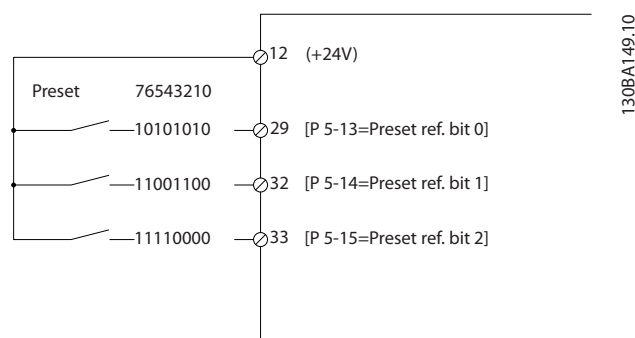 12 (+24V)
Preset 76543210
10101010 29 [P 5-13=Preset ref. bit 0]
11001100 32 [P 5-14=Preset ref. bit 1]
11110000 33 [P 5-15=Preset ref. bit 2]
130BA149.10